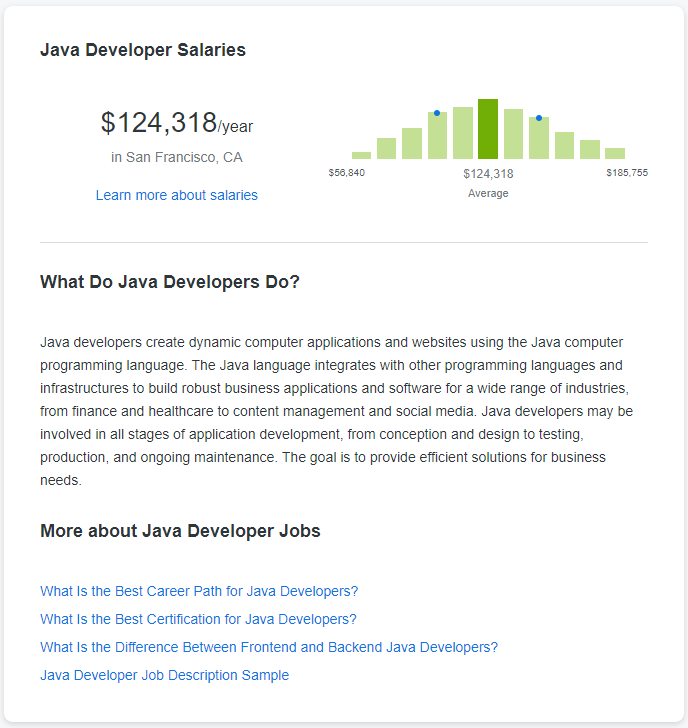 Java Developer Salaries
$124,318/year
in San Francisco, CA
Learn more about salaries
$56,840
$124,318
$185,755
Average
What Do Java Developers Do?
Java developers create dynamic computer applications and websites using the Java computer
programming language. The Java language integrates with other programming languages and
infrastructures to build robust business applications and software for a wide range of industries,
from finance and healthcare to content management and social media. Java developers may be
involved in all stages of application development, from conception and design to testing,
production, and ongoing maintenance. The goal is to provide efficient solutions for business
needs.
More about Java Developer Jobs
What Is the Best Career Path for Java Developers?
What Is the Best Certification for Java Developers?
What Is the Difference Between Frontend and Backend Java Developers?
Java Developer Job Description Sample